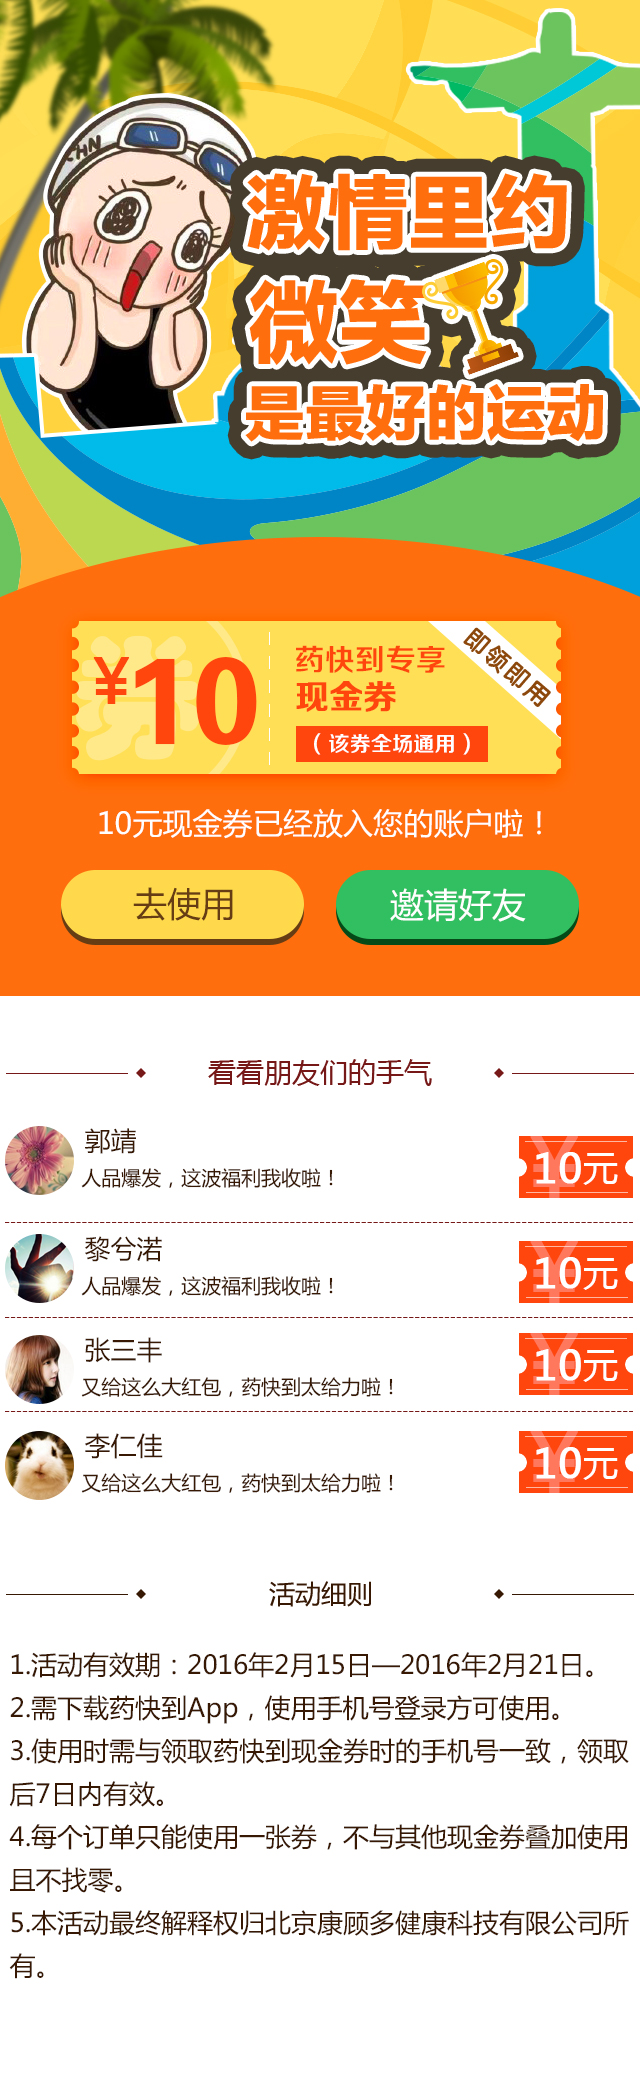 CHN
激情里约
微笑
是最好的运动
券
¥10
药快到专享
现金券
（该券全场通用）
即领即用
10元现金券已经放入您的账户啦！
去使用
邀请好友
看看朋友们的手气
郭靖
人品爆发，这波福利我收啦！
¥
10元
黎兮渃
人品爆发，这波福利我收啦！
¥
10元
张三丰
又给这么大红包，药快到太给力啦！
¥
10元
李仁佳
又给这么大红包，药快到太给力啦！
¥
10元
活动细则
1.活动有效期：2016年2月15日—2016年2月21日。
2.需下载药快到App，使用手机号登录方可使用。
3.使用时需与领取药快到现金券时的手机号一致，领取
后7日内有效。
4.每个订单只能使用一张券，不与其他现金券叠加使用
且不找零。
5.本活动最终解释权归北京康顾多健康科技有限公司所
有。